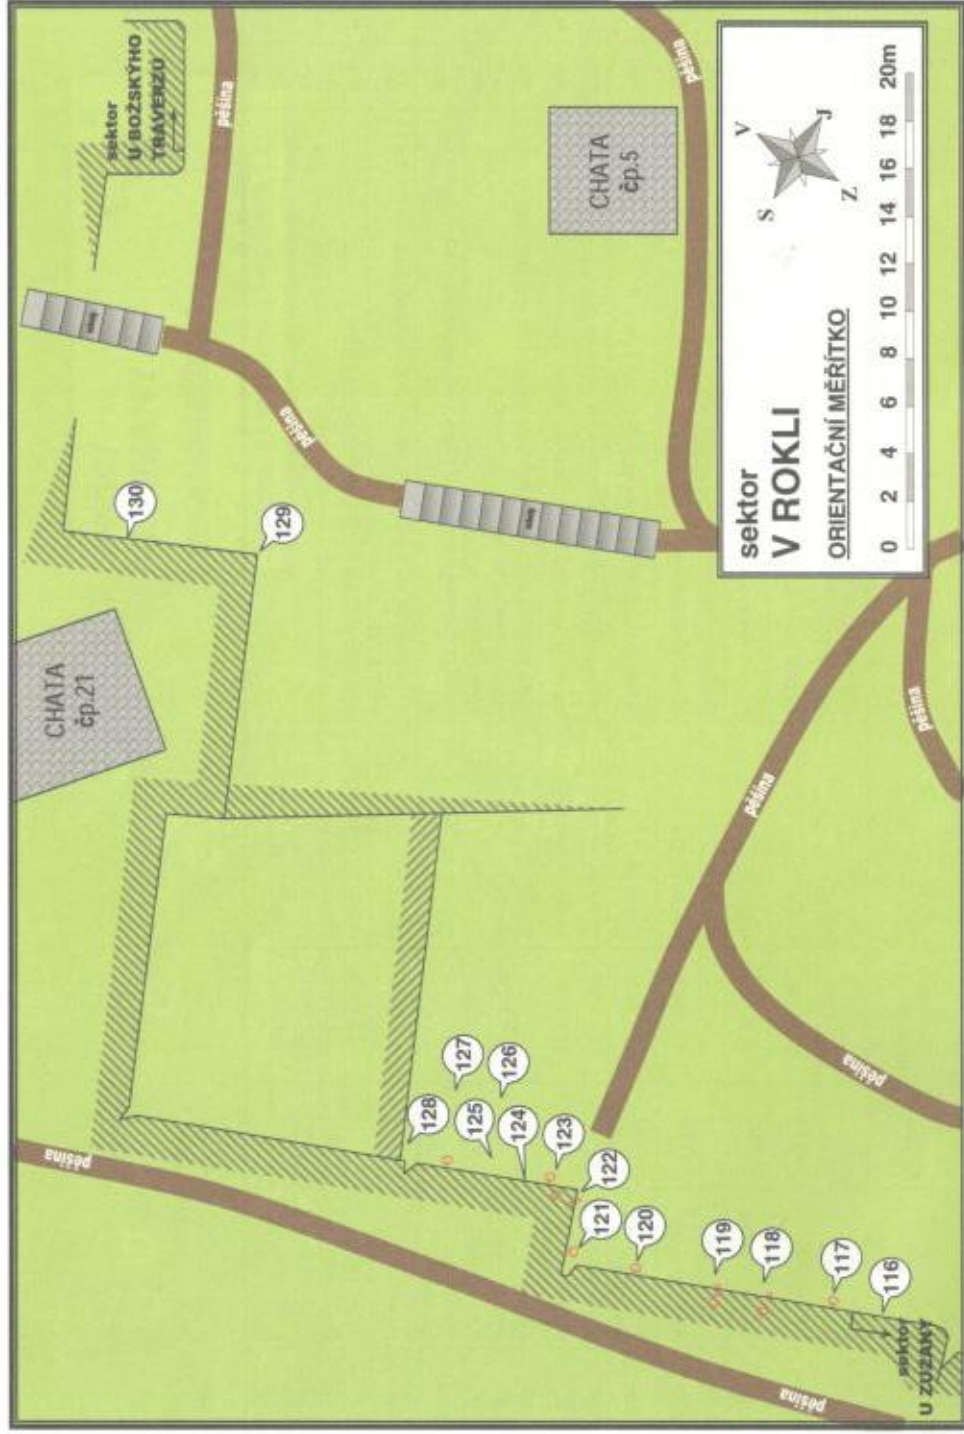 sektor
U BOŽSKÝHO
TRAVERZU
pěšina
pěšina
CHATA
čp.5
pěšina
130
129
CHATA
čp.21
sektor
V ROKLI
ORIENTAČNÍ MĚŘÍTKO
S
V
J
Z
0 2 4 6 8 10 12 14 16 18 20m
pěšina
pěšina
pěšina
pěšina
pěšina
128
127
126
125
124
123
122
121
120
119
118
117
116
sektor
U ZUZANY